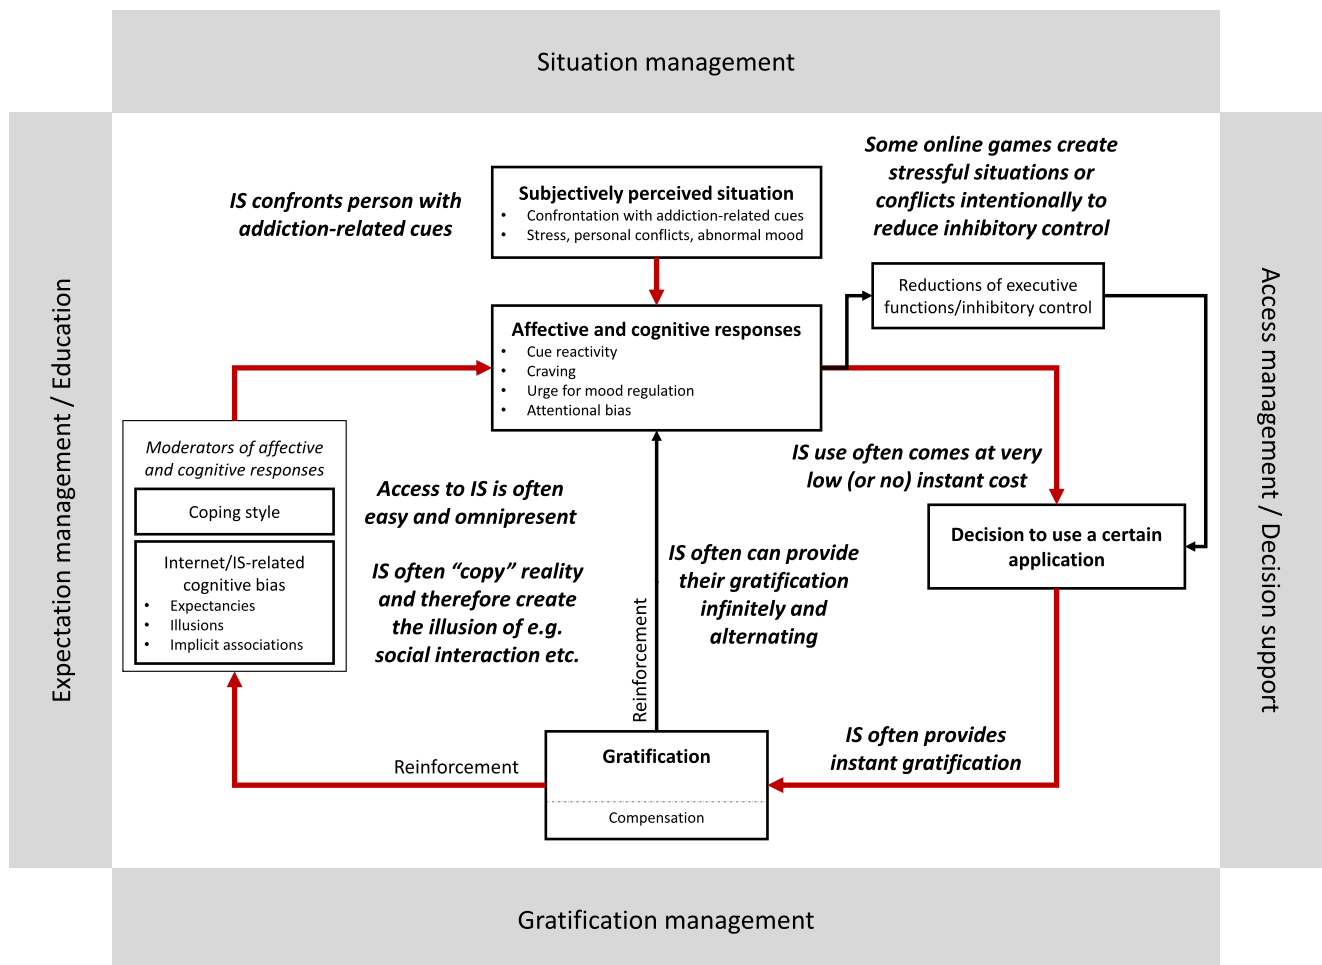 Situation management
Some online games create
stressful situations or
conflicts intentionally to
reduce inhibitory control
IS confronts person with
addiction-related cues
Subjectively perceived situation
• Confrontation with addiction-related cues
• Stress, personal conflicts, abnormal mood
Reductions of executive
functions/inhibitory control
Affective and cognitive responses
• Cue reactivity
• Craving
• Urge for mood regulation
• Attentional bias
Expectation management / Education
Access management / Decision support
Moderators of affective
and cognitive responses
Coping style
Internet/IS-related
cognitive bias
• Expectancies
• Illusions
• Implicit associations
Access to IS is often
easy and omnipresent
IS often “copy” reality
and therefore create
the illusion of e.g.
social interaction etc.
IS use often comes at very
low (or no) instant cost
Decision to use a certain
application
IS often can provide
their gratification
infinitely and
alternating
Reinforcement
IS often provides
instant gratification
Reinforcement
Gratification
Compensation
Gratification management